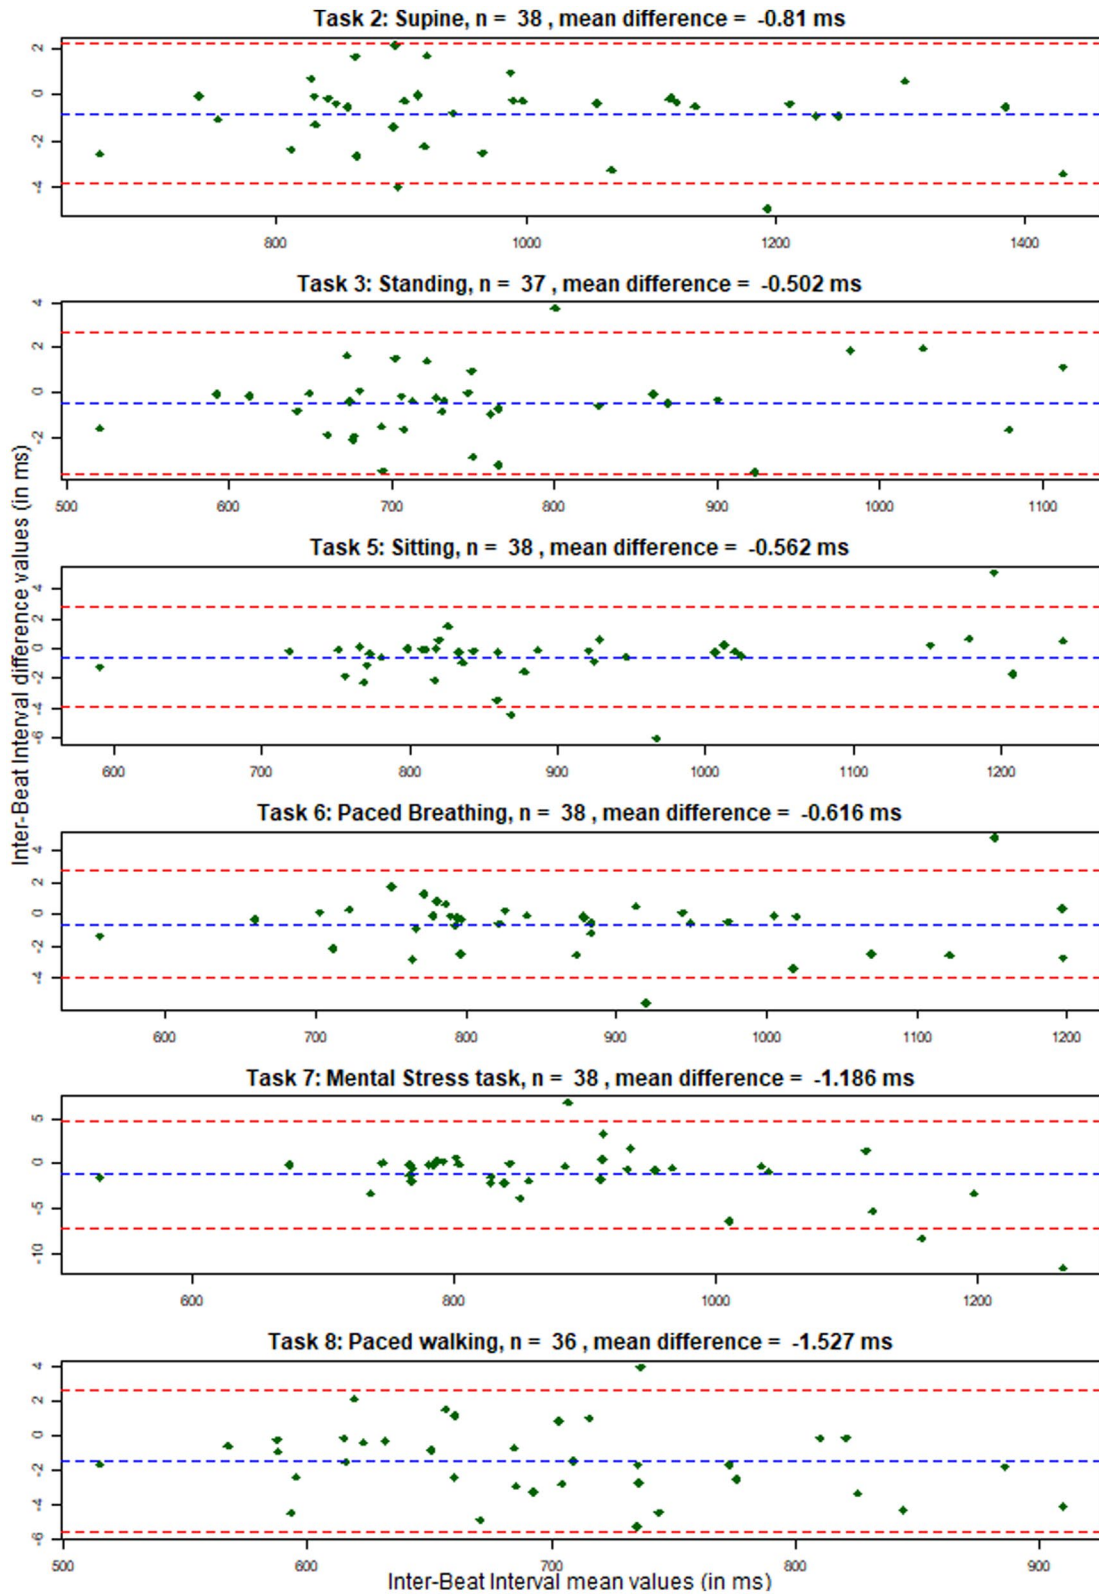 Task 2: Supine, n = 38 , mean difference = -0.81 ms
2
0
-2
-4
800 1000 1200 1400
Task 3: Standing, n = 37 , mean difference = -0.502 ms
4
2
0
-2
500 600 700 800 900 1000 1100
Task 5: Sitting, n = 38 , mean difference = -0.562 ms
4
2
0
-2
-4
-6
600 700 800 900 1000 1100 1200
Inter-Beat Interval difference values (in ms)
Task 6: Paced Breathing, n = 38 , mean difference = -0.616 ms
4
2
0
-2
-4
600 700 800 900 1000 1100 1200
Task 7: Mental Stress task, n = 38 , mean difference = -1.186 ms
5
0
-5
-10
600 800 1000 1200
Task 8: Paced walking, n = 36 , mean difference = -1.527 ms
4
2
0
-2
-4
-6
500 600 700 800 900
Inter-Beat Interval mean values (in ms)